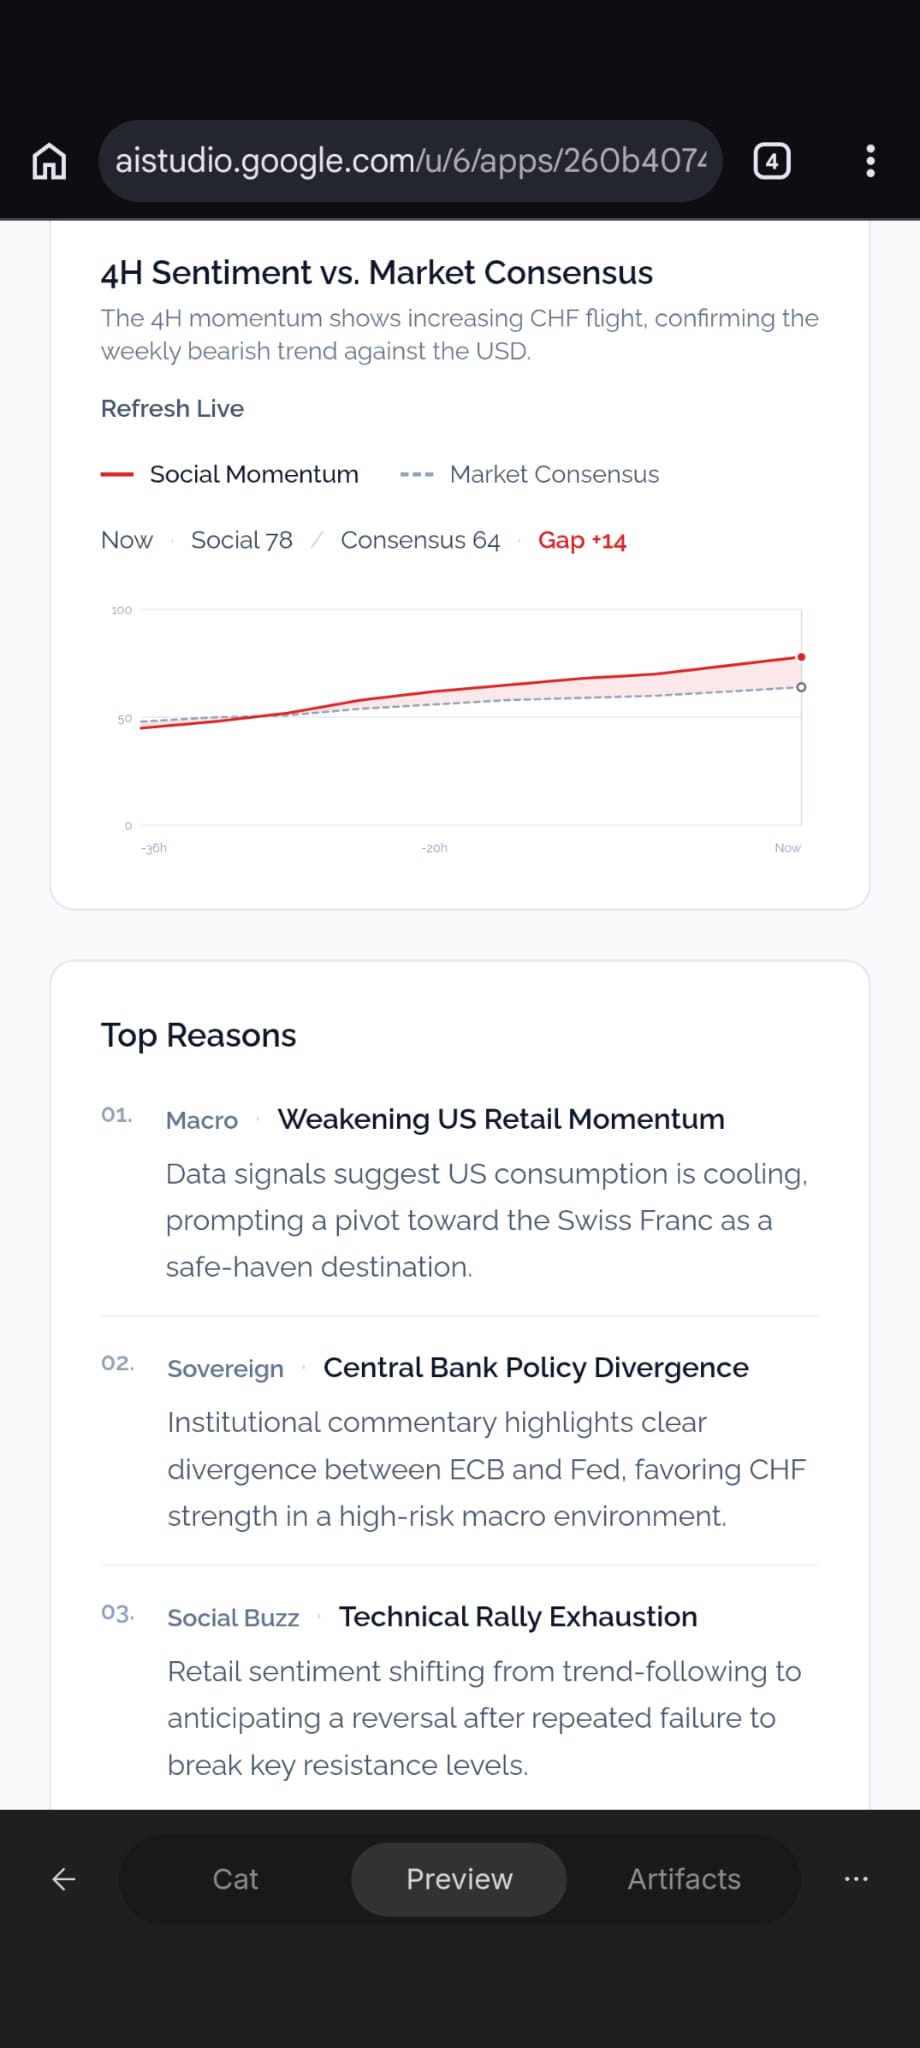 aistudio.google.com/u/6/apps/260b4074
4
4H Sentiment vs. Market Consensus
The 4H momentum shows increasing CHF flight, confirming the
weekly bearish trend against the USD.
Refresh Live
Social Momentum --- Market Consensus
Now · Social 78 / Consensus 64 · Gap +14
100
50
0
-36h -20h Now
Top Reasons
01. Macro · Weakening US Retail Momentum
Data signals suggest US consumption is cooling,
prompting a pivot toward the Swiss Franc as a
safe-haven destination.
02. Sovereign · Central Bank Policy Divergence
Institutional commentary highlights clear
divergence between ECB and Fed, favoring CHF
strength in a high-risk macro environment.
03. Social Buzz · Technical Rally Exhaustion
Retail sentiment shifting from trend-following to
anticipating a reversal after repeated failure to
break key resistance levels.
Cat Preview Artifacts